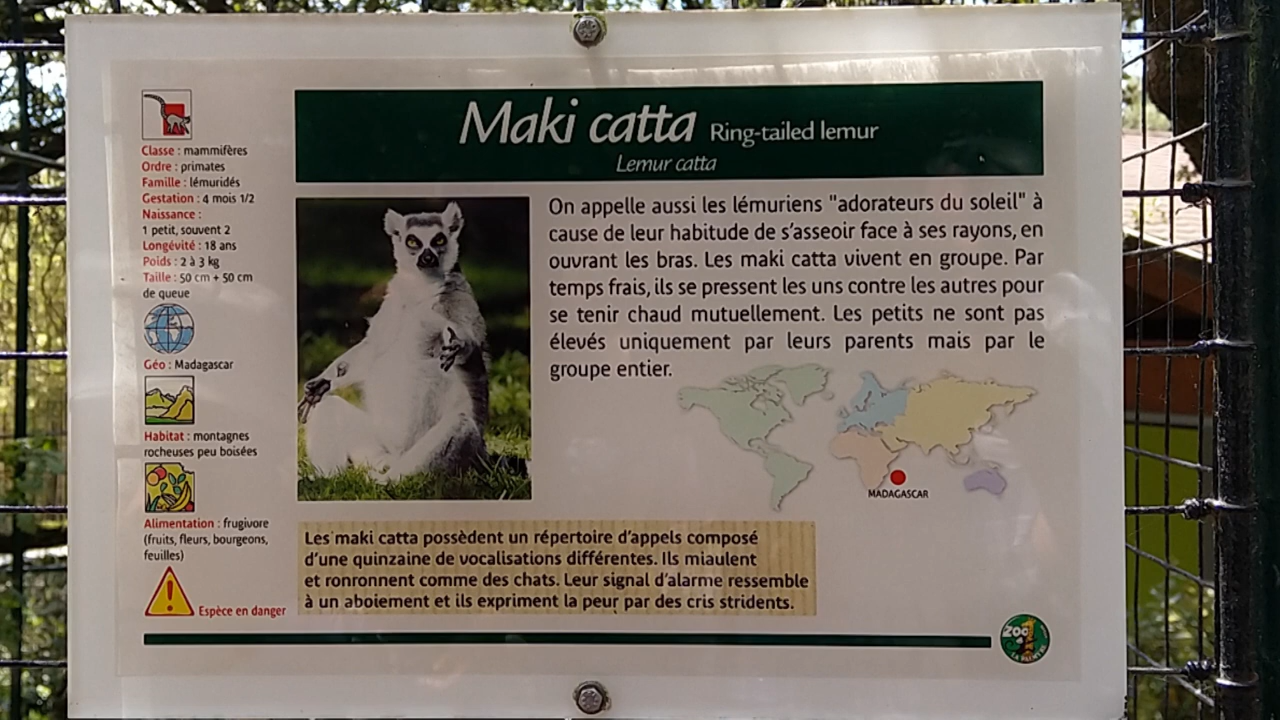 Maki catta Ring-tailed lemur
Lemur catta
Classe : mammifères
Ordre : primates
Famille : lémuridés
Gestation : 4 mois 1/2
Naissance :
1 petit, souvent 2
Longévité : 18 ans
Poids : 2 à 3 kg
Taille : 50 cm + 50 cm
de queue
Géo : Madagascar
Habitat : montagnes
rocheuses peu boisées
Alimentation : frugivore
(fruits, fleurs, bourgeons,
feuilles)
Espèce en danger
On appelle aussi les lémuriens "adorateurs du soleil" à
cause de leur habitude de s'asseoir face à ses rayons, en
ouvrant les bras. Les maki catta vivent en groupe. Par
temps frais, ils se pressent les uns contre les autres pour
se tenir chaud mutuellement. Les petits ne sont pas
élevés uniquement par leurs parents mais par le
groupe entier.
MADAGASCAR
Les maki catta possèdent un répertoire d'appels composé
d'une quinzaine de vocalisations différentes. Ils miaulent
et ronronnent comme des chats. Leur signal d'alarme ressemble
à un aboiement et ils expriment la peur par des cris stridents.
ZOO